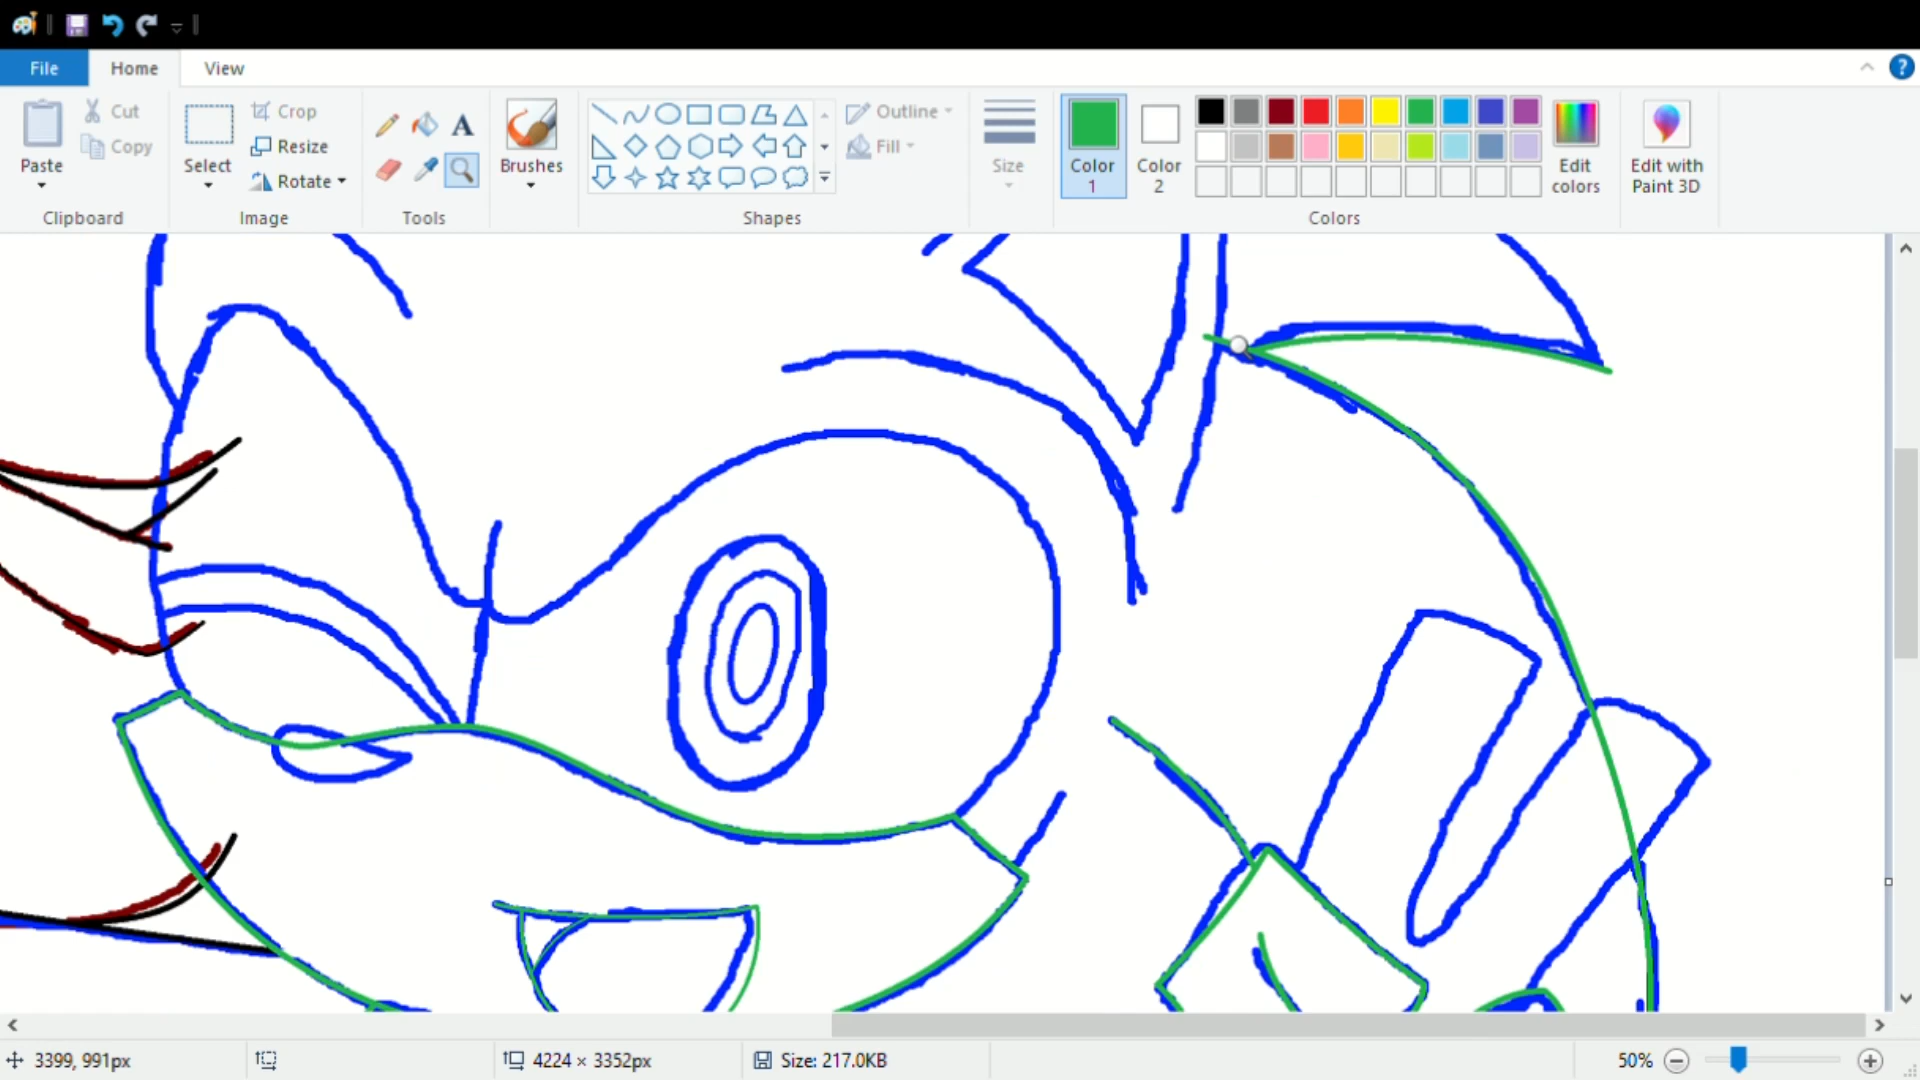 File Home View
?
Paste
Cut
Copy
Clipboard
Select
Crop
Resize
Rotate
Image
A
Tools
Brushes
Outline
Fill
Shapes
Size
Color 1
Color 2
Edit colors
Colors
Edit with Paint 3D
3399, 991px
4224 × 3352px
Size: 217.0KB
50%